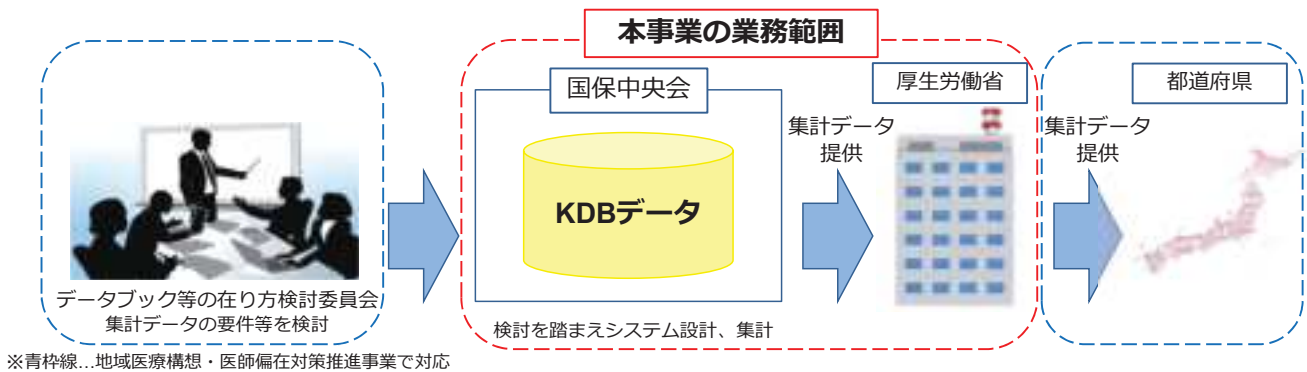 本事業の業務範囲
データブック等の在り方検討委員会
集計データの要件等を検討
国保中央会
KDBデータ
検討を踏まえシステム設計、集計
集計データ
提供
厚生労働省
集計データ
提供
都道府県
※青枠線…地域医療構想・医師偏在対策推進事業で対応